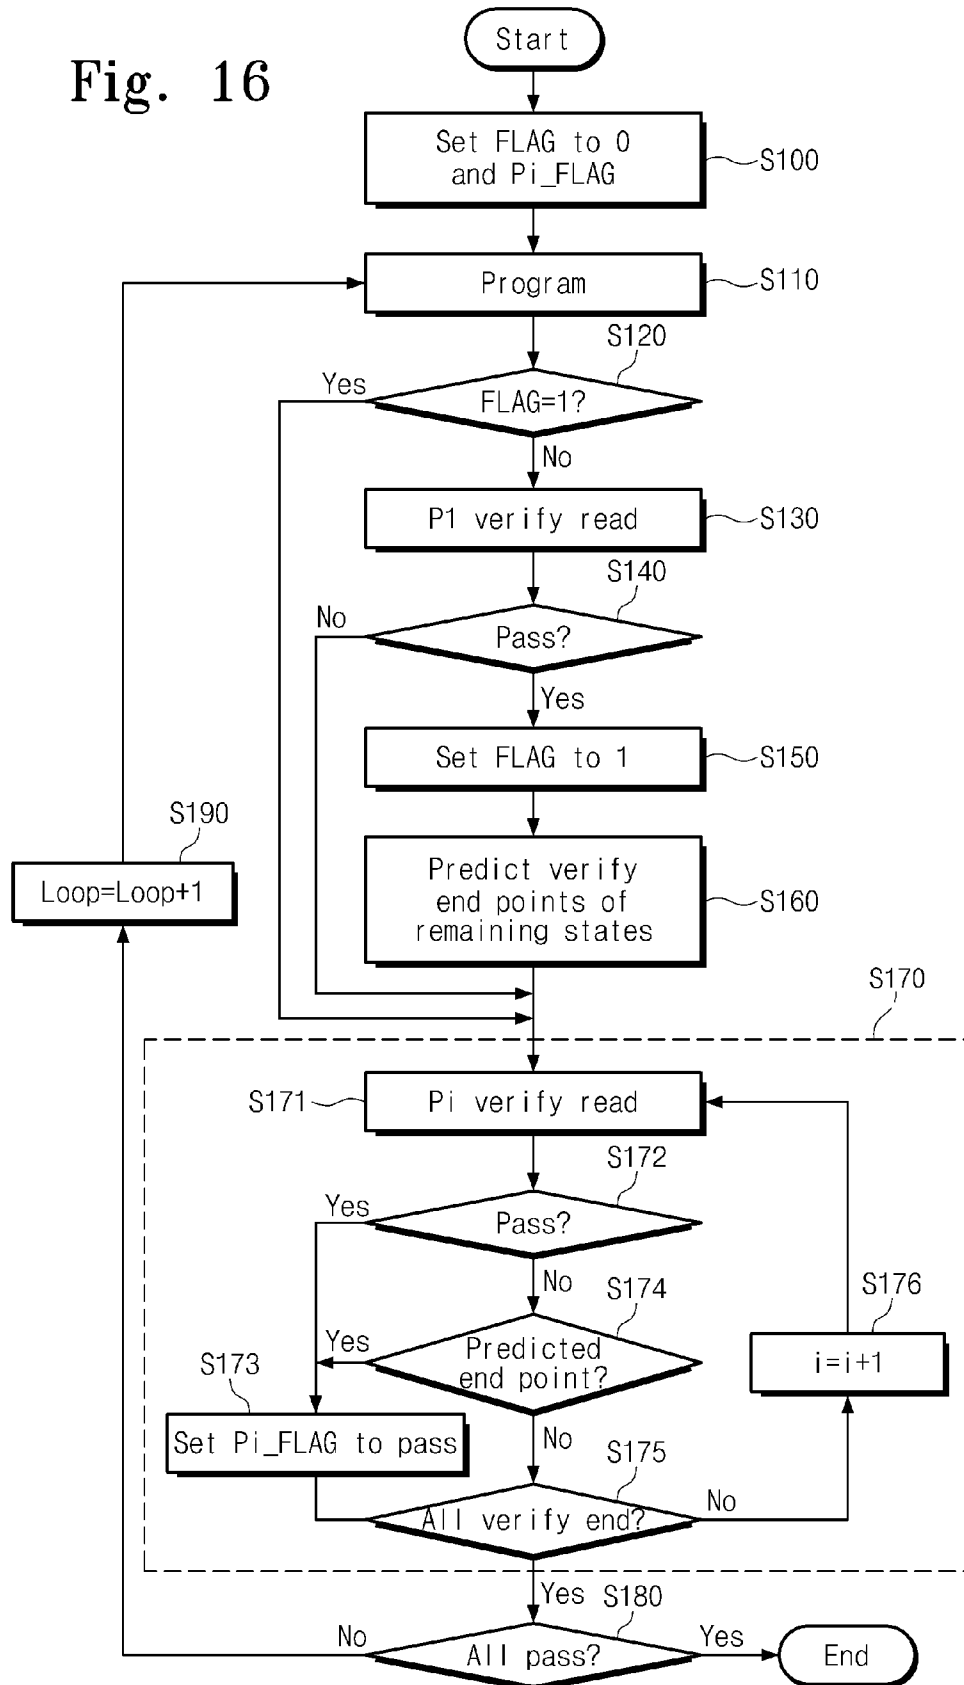 Fig. 16
Start
Set FLAG to 0
and Pi_FLAG
S100
Program
S110
S120
Yes
FLAG=1?
No
P1 verify read
S130
S140
No
Pass?
Yes
Set FLAG to 1
S150
S190
Loop=Loop+1
Predict verify
end points of
remaining states
S160
S170
S171
Pi verify read
S172
Yes
Pass?
No
S174
S176
Yes
Predicted
end point?
i=i+1
S173
Set Pi_FLAG to pass
No
S175
All verify end?
No
Yes
S180
No
All pass?
Yes
End